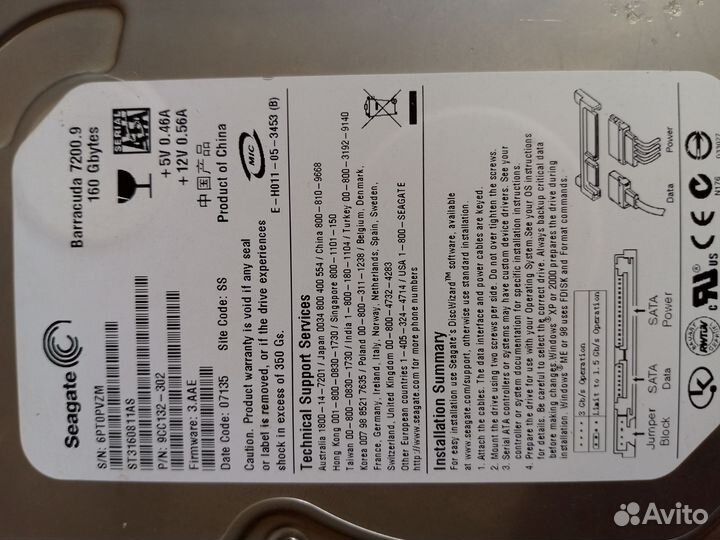 Seagate
Barracuda 7200.9
160 Gbytes
S/N: 6PT0PVZM
ST3160811AS
P/N: 9CC132-302
Firmware: 3.AAE
Date Code: 07135
Site Code: SS
SERIAL
ATA
+5V 0.46A
+12V 0.56A
中国产品
Product of China
MIC
E-H011-05-3453 (B)
Caution. Product warranty is void if any seal
or label is removed, or if the drive experiences
shock in excess of 350 Gs.
Technical Support Services
Australia 1800-14-7201 / Japan 0034 800 400 554 / China 800-810-9668
Hong Kong 001-800-0830-1730 / Singapore 800-1101-150
Taiwan 00-800-0830-1730 / India 1-800-180-1104 / Turkey 00-800-3192-9140
Korea 007 98 8521 7635 / Poland 00-800-311-1238 / Belgium, Denmark,
France, Germany, Ireland, Italy, Norway, Netherlands, Spain, Sweden,
Switzerland, United Kingdom 00-800-4732-4283
Other European countries 1-405-324-4714 / USA 1-800-SEAGATE
http://www.seagate.com for more phone numbers
Installation Summary
For easy installation use Seagate's DiscWizard™ software, available
at www.seagate.com/support, otherwise use standard installation.
1. Attach the cables. The data interface and power cables are keyed.
2. Mount the drive using two screws per side. Do not over tighten the screws.
3. Serial ATA controllers or systems may have custom device drivers. See your
controller or system documentation for specific installation instructions.
4. Prepare the drive for use with your Operating System. See your OS instructions
for details. Be careful to select the correct drive. Always backup critical data
before making changes. Windows® XP or 2000 prepares the drive during
installation. Windows® ME or 98 uses FDISK and Format commands.
3 Gb/s Operation
limit to 1.5 Gb/s Operation
Jumper
Block
SATA
Data
SATA
Power
Data
Power
c
US
CE
N176
Avito